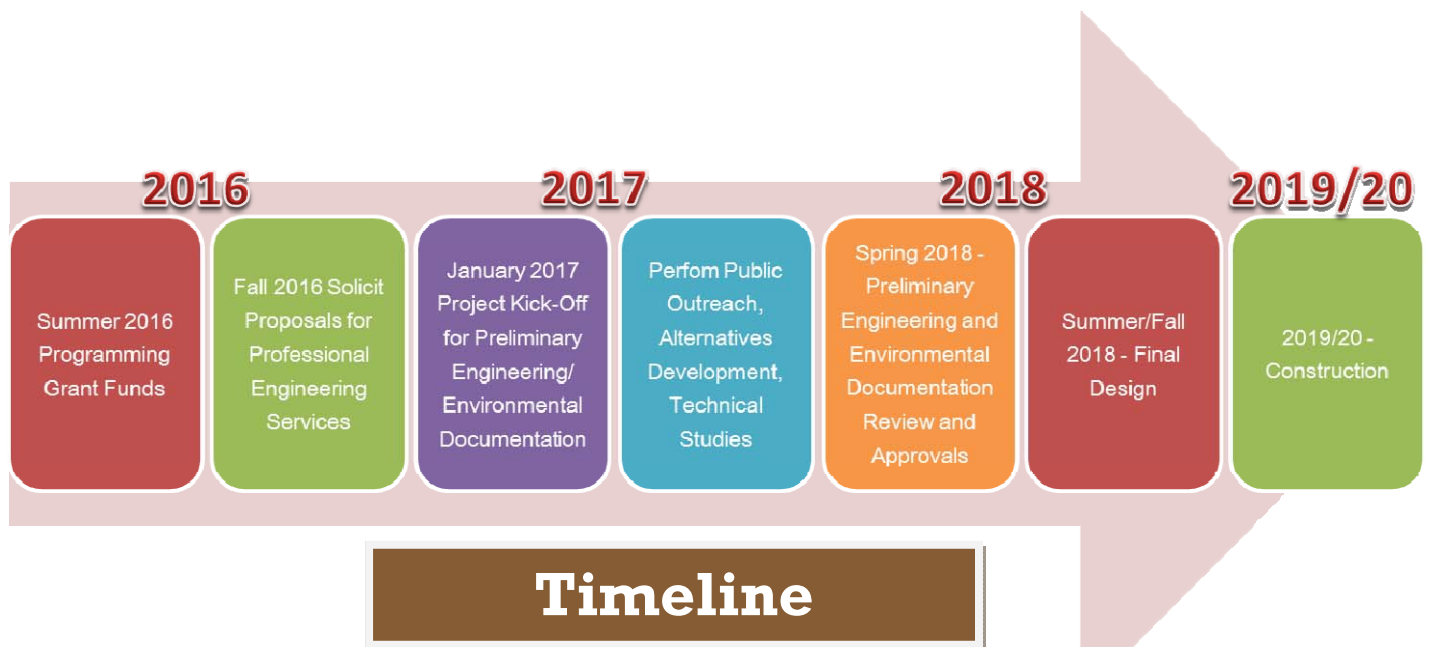 2016
2017
2018
2019/20
Summer 2016
Programming
Grant Funds
Fall 2016 Solicit
Proposals for
Professional
Engineering
Services
January 2017
Project Kick-Off
for Preliminary
Engineering/
Environmental
Documentation
Perfom Public
Outreach,
Alternatives
Development,
Technical
Studies
Spring 2018 -
Preliminary
Engineering and
Environmental
Documentation
Review and
Approvals
Summer/Fall
2018 - Final
Design
2019/20 -
Construction
Timeline